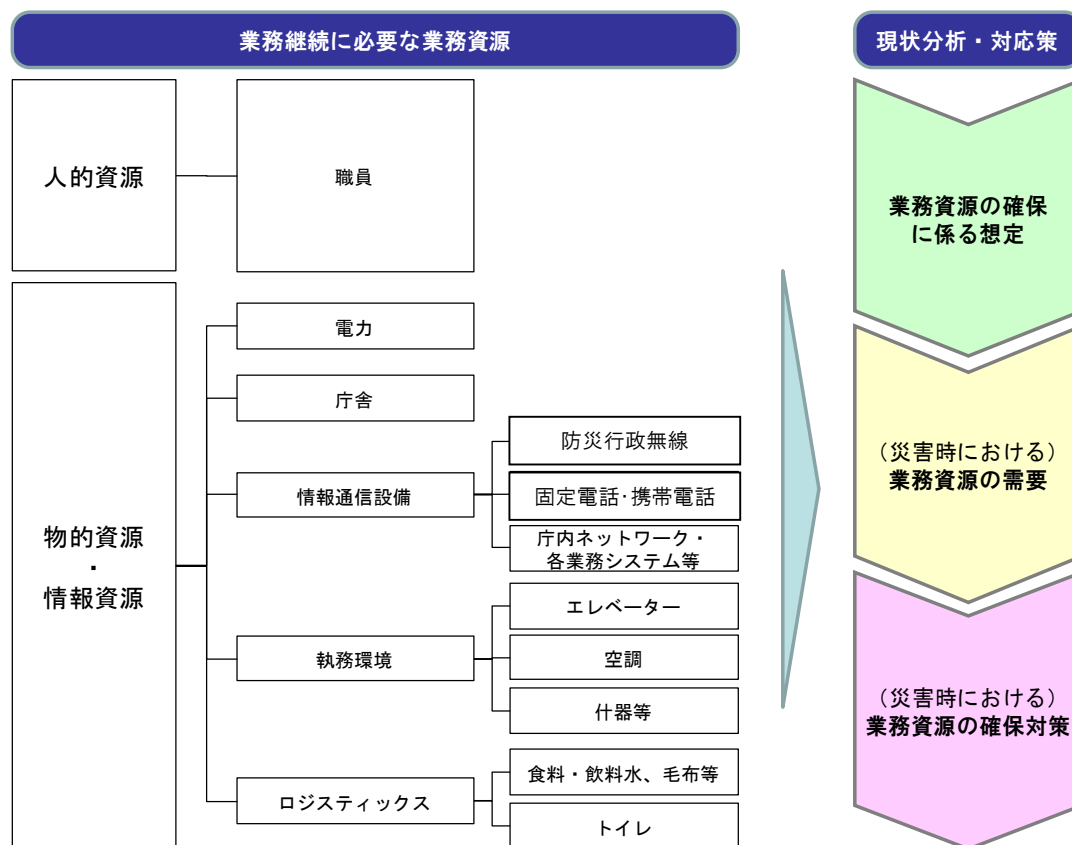 業務継続に必要な業務資源
現状分析・対応策
人的資源
職員
物的資源
・
情報資源
電力
庁舎
情報通信設備
防災行政無線
固定電話・携帯電話
庁内ネットワーク・
各業務システム等
執務環境
エレベーター
空調
什器等
ロジスティックス
食料・飲料水、毛布等
トイレ
業務資源の確保
に係る想定
（災害時における）
業務資源の需要
（災害時における）
業務資源の確保対策